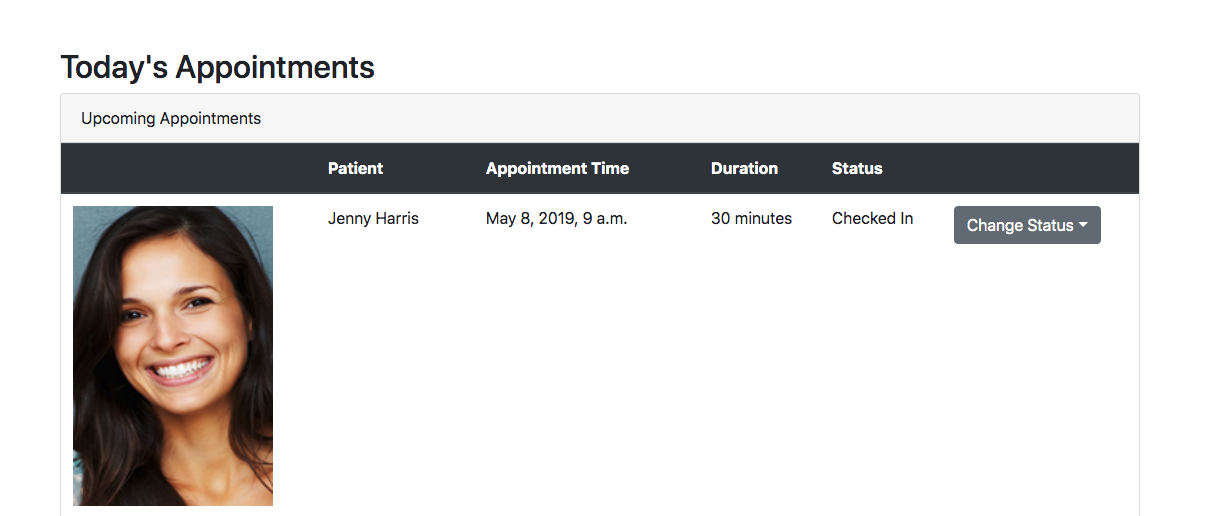 Today's Appointments
Upcoming Appointments
Patient Appointment Time Duration Status
Jenny Harris May 8, 2019, 9 a.m. 30 minutes Checked In Change Status